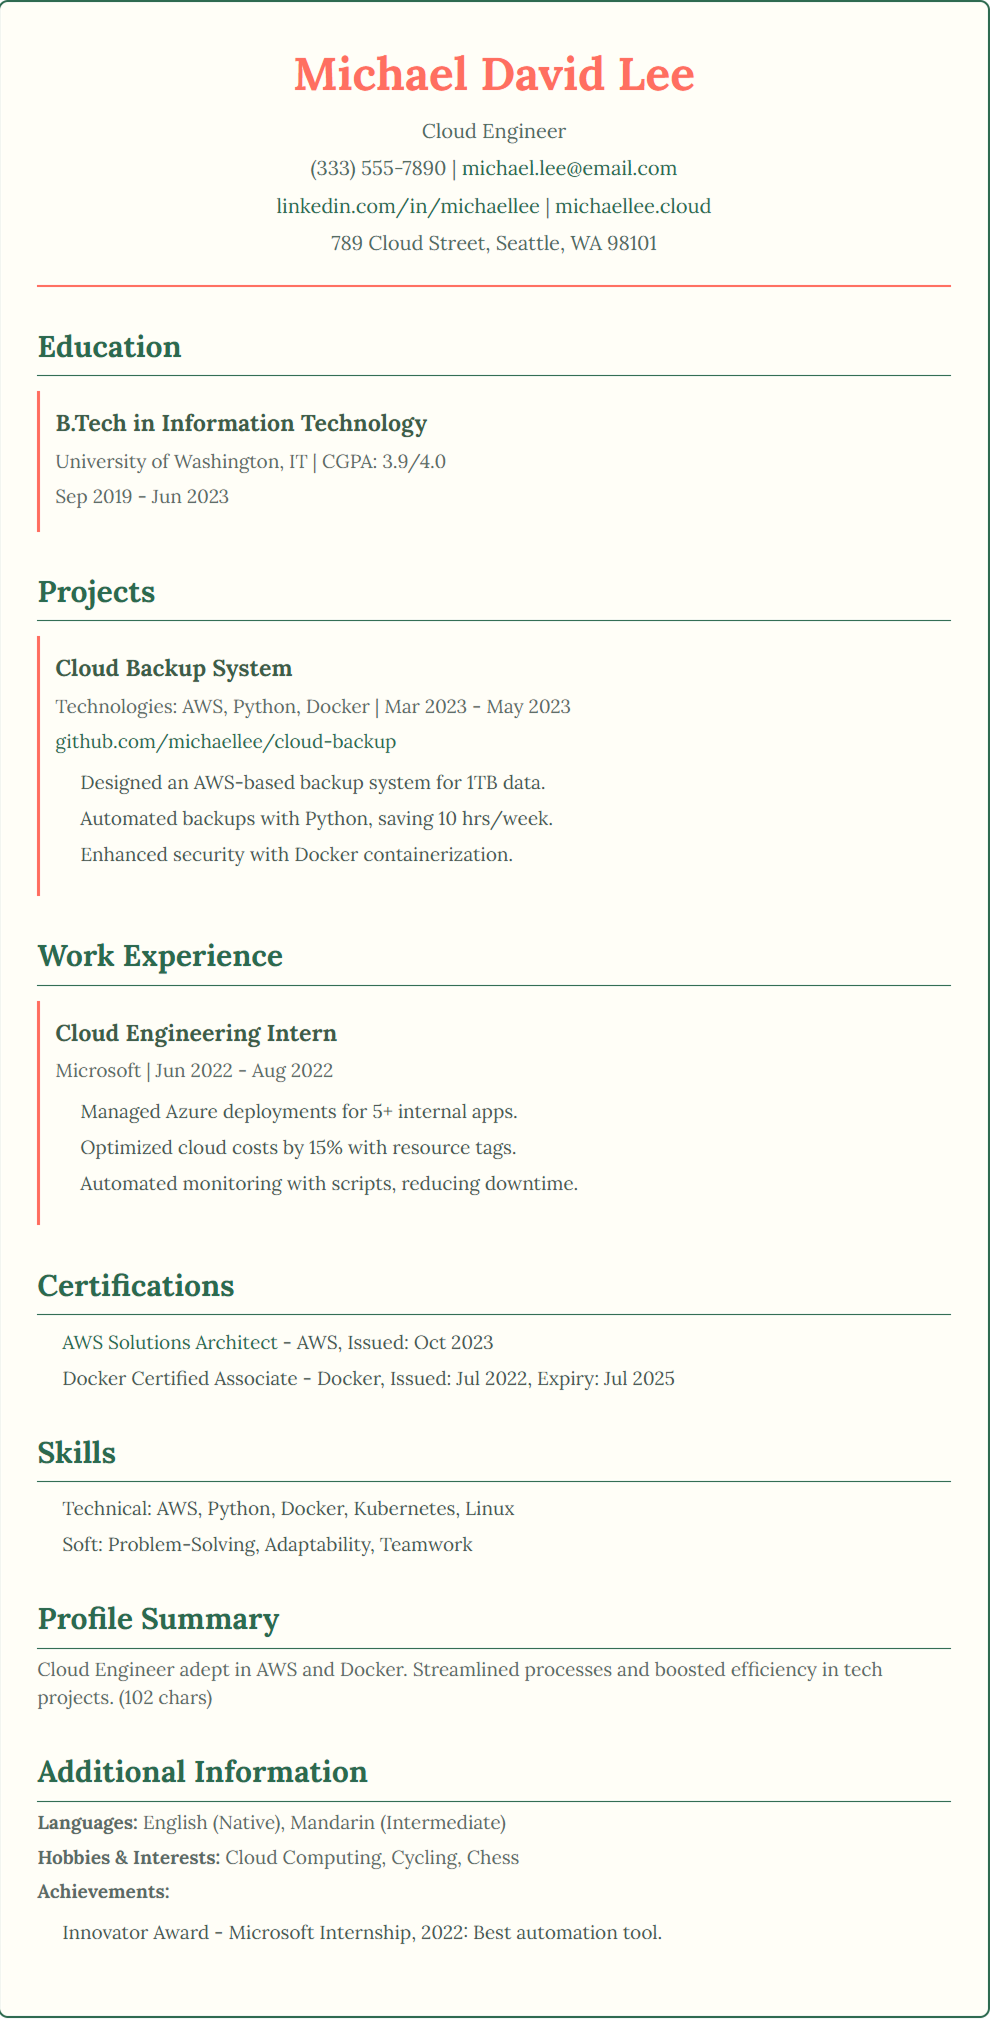 Michael David Lee
Cloud Engineer
(333) 555-7890 | michael.lee@email.com
linkedin.com/in/michaellee | michaellee.cloud
789 Cloud Street, Seattle, WA 98101
Education
B.Tech in Information Technology
University of Washington, IT | CGPA: 3.9/4.0
Sep 2019 - Jun 2023
Projects
Cloud Backup System
Technologies: AWS, Python, Docker | Mar 2023 - May 2023
github.com/michaellee/cloud-backup
Designed an AWS-based backup system for 1TB data.
Automated backups with Python, saving 10 hrs/week.
Enhanced security with Docker containerization.
Work Experience
Cloud Engineering Intern
Microsoft | Jun 2022 - Aug 2022
Managed Azure deployments for 5+ internal apps.
Optimized cloud costs by 15% with resource tags.
Automated monitoring with scripts, reducing downtime.
Certifications
AWS Solutions Architect - AWS, Issued: Oct 2023
Docker Certified Associate - Docker, Issued: Jul 2022, Expiry: Jul 2025
Skills
Technical: AWS, Python, Docker, Kubernetes, Linux
Soft: Problem-Solving, Adaptability, Teamwork
Profile Summary
Cloud Engineer adept in AWS and Docker. Streamlined processes and boosted efficiency in tech
projects. (102 chars)
Additional Information
Languages: English (Native), Mandarin (Intermediate)
Hobbies & Interests: Cloud Computing, Cycling, Chess
Achievements:
Innovator Award - Microsoft Internship, 2022: Best automation tool.